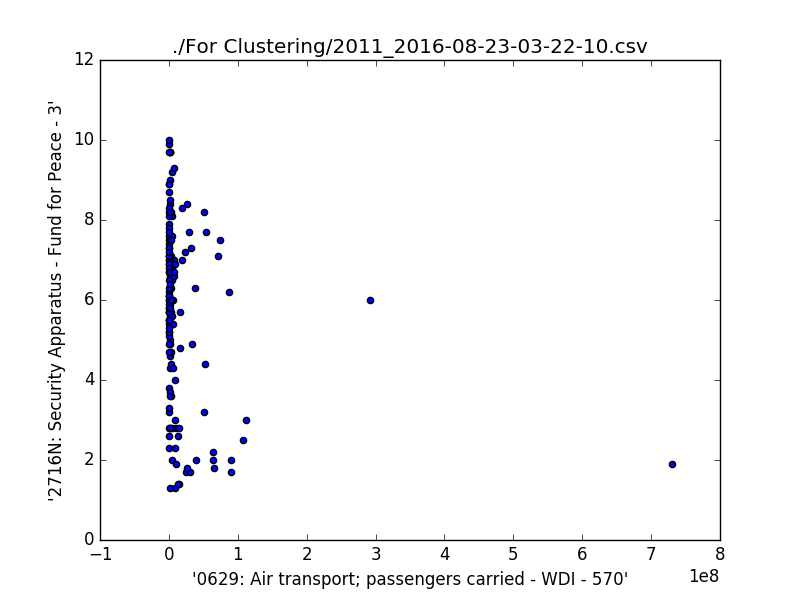 ./For Clustering/2011_2016-08-23-03-22-10.csv
'2716N: Security Apparatus - Fund for Peace - 3'
12
10
8
6
4
2
0
−1 0 1 2 3 4 5 6 7 8
1e8
'0629: Air transport; passengers carried - WDI - 570'